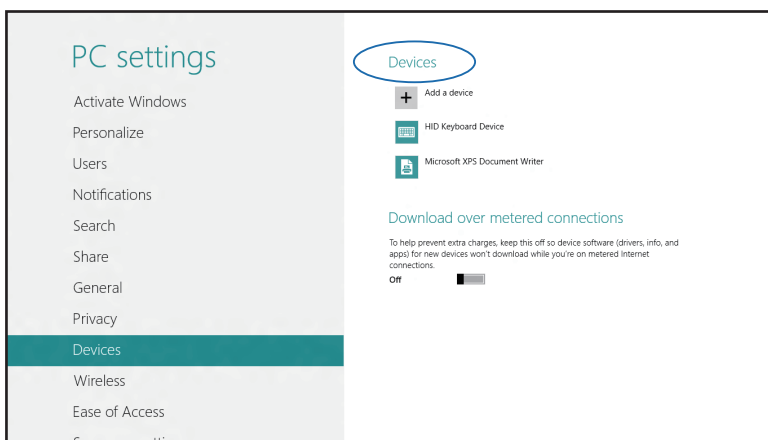 PC settings
Activate Windows
Personalize
Users
Notifications
Search
Share
General
Privacy
Devices
Wireless
Ease of Access
Devices
Add a device
HID Keyboard Device
Microsoft XPS Document Writer
Download over metered connections
To help prevent extra charges, keep this off so device software (drivers, info, and
apps) for new devices won't download while you're on metered Internet
connections.
Off